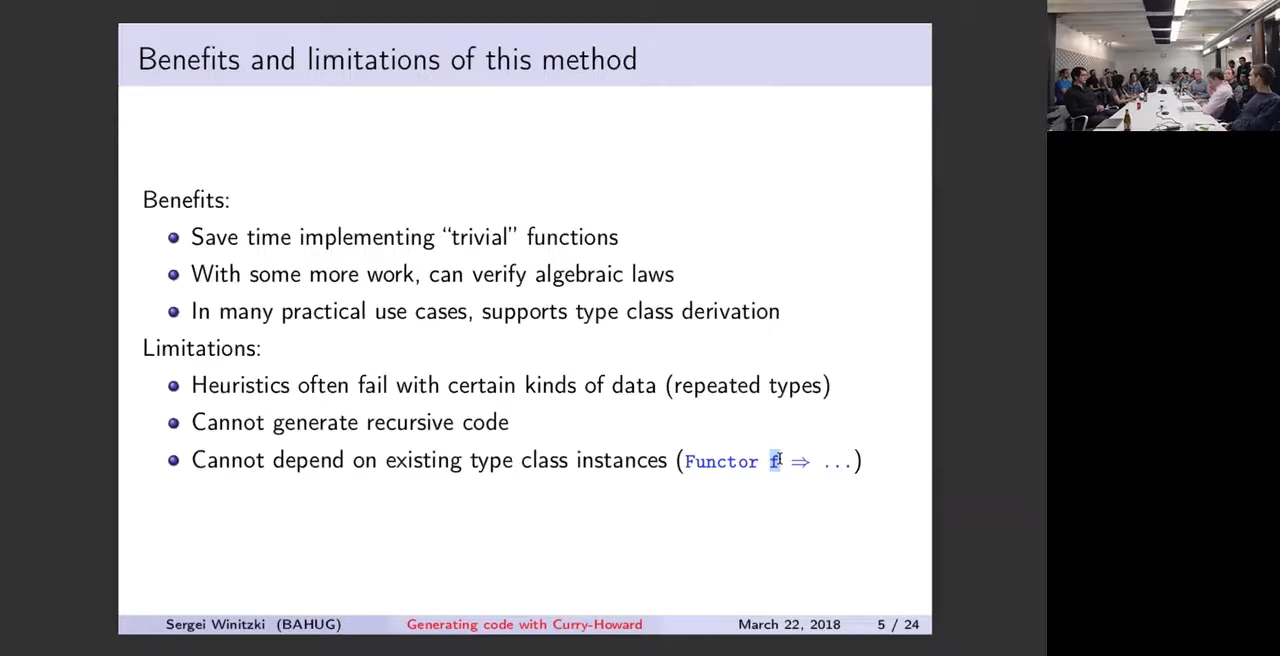 Benefits and limitations of this method
Benefits:
Save time implementing “trivial” functions
With some more work, can verify algebraic laws
In many practical use cases, supports type class derivation
Limitations:
Heuristics often fail with certain kinds of data (repeated types)
Cannot generate recursive code
Cannot depend on existing type class instances (Functor f ⇒ ...)
Sergei Winitzki (BAHUG) Generating code with Curry-Howard March 22, 2018 5 / 24